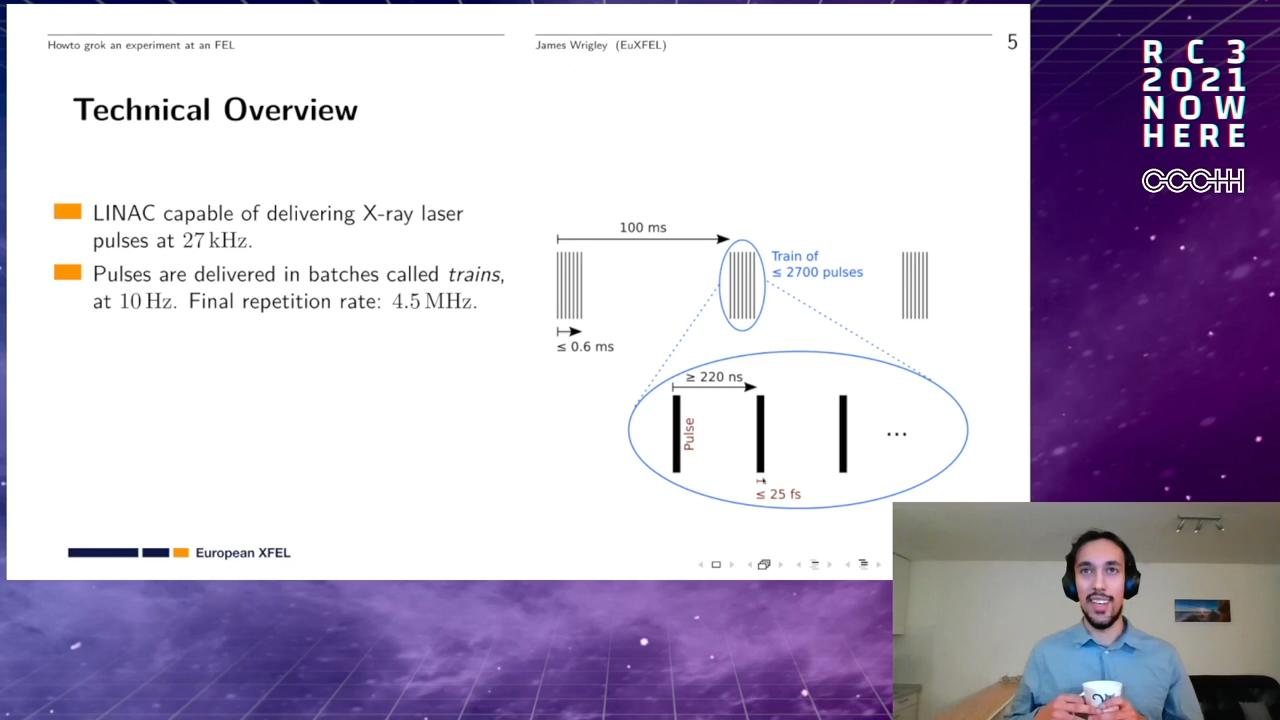 Howto grok an experiment at an FEL
James Wrigley (EuXFEL)
5
Technical Overview
LINAC capable of delivering X-ray laser
pulses at 27 kHz.
Pulses are delivered in batches called trains,
at 10 Hz. Final repetition rate: 4.5 MHz.
100 ms
Train of
≤ 2700 pulses
≤ 0.6 ms
≥ 220 ns
Pulse
...
≤ 25 fs
European XFEL
R C 3
2021
N O W
HERE
CCCHH